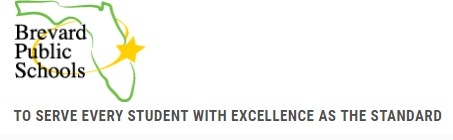 Brevard
Public
Schools
TO SERVE EVERY STUDENT WITH EXCELLENCE AS THE STANDARD